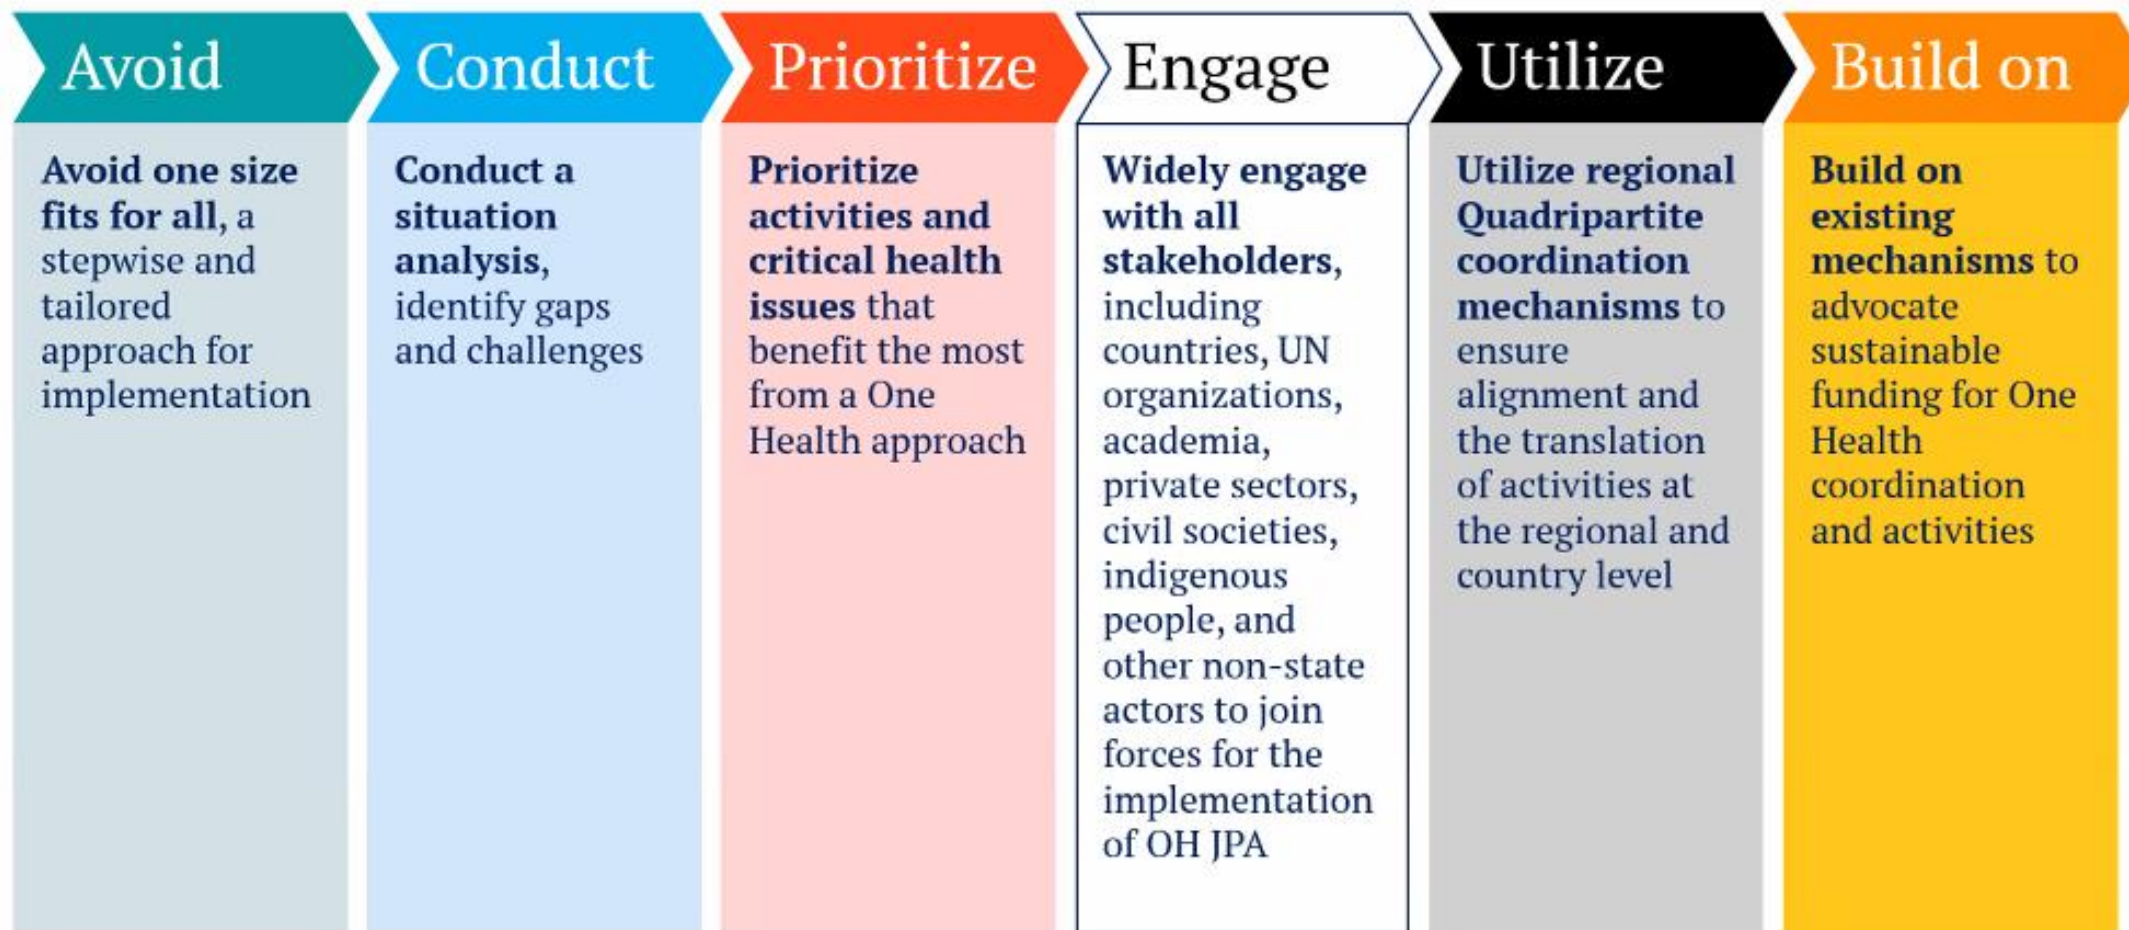 Avoid
Avoid one size
fits for all, a
stepwise and
tailored
approach for
implementation
Conduct
Conduct a
situation
analysis,
identify gaps
and challenges
Prioritize
Prioritize
activities and
critical health
issues that
benefit the most
from a One
Health approach
Engage
Widely engage
with all
stakeholders,
including
countries, UN
organizations,
academia,
private sectors,
civil societies,
indigenous
people, and
other non-state
actors to join
forces for the
implementation
of OH JPA
Utilize
Utilize regional
Quadripartite
coordination
mechanisms to
ensure
alignment and
the translation
of activities at
the regional and
country level
Build on
Build on
existing
mechanisms to
advocate
sustainable
funding for One
Health
coordination
and activities